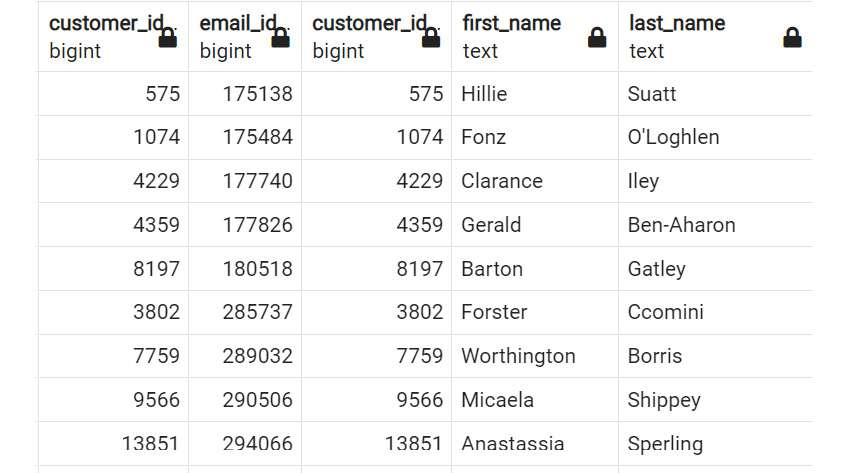 customer_id email_id customer_id first_name last_name
bigint bigint bigint text text
575 175138 575 Hillie Suatt
1074 175484 1074 Fonz O'Loghlen
4229 177740 4229 Clarance Iley
4359 177826 4359 Gerald Ben-Aharon
8197 180518 8197 Barton Gatley
3802 285737 3802 Forster Ccomini
7759 289032 7759 Worthington Borris
9566 290506 9566 Micaela Shippey
13851 294066 13851 Anastassia Sperling